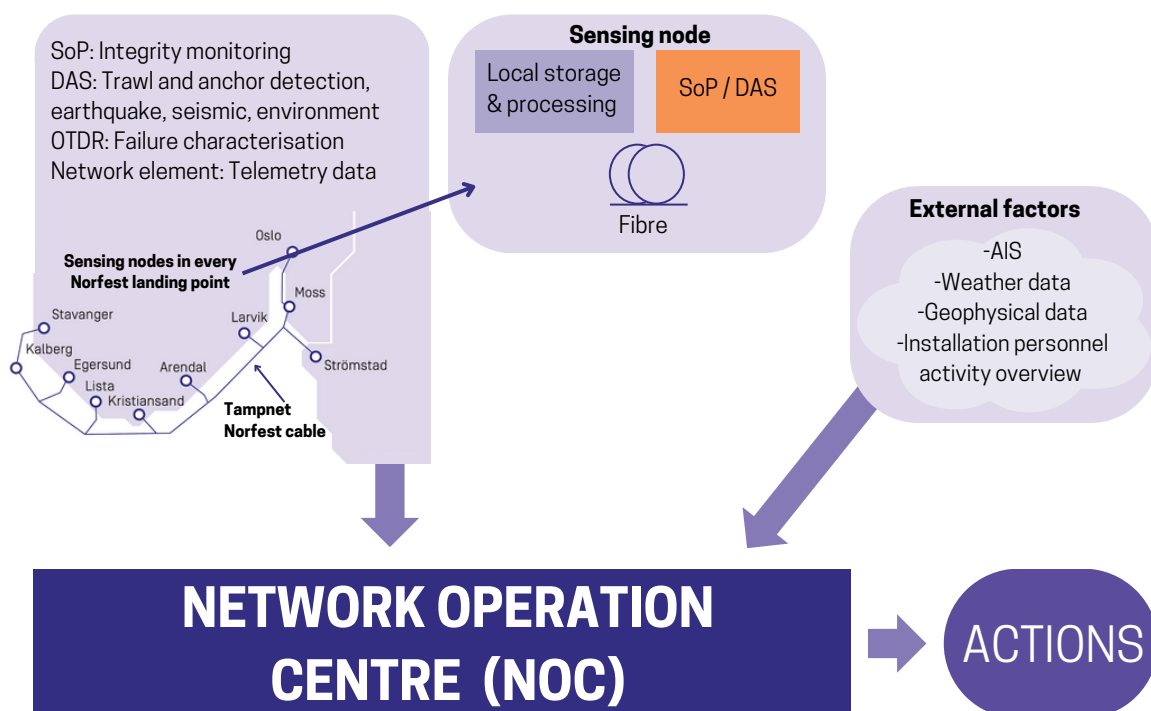 SoP: Integrity monitoring
DAS: Trawl and anchor detection,
earthquake, seismic, environment
OTDR: Failure characterisation
Network element: Telemetry data
Sensing node
Local storage
& processing
SoP / DAS
Fibre
External factors
-AIS
-Weather data
-Geophysical data
-Installation personnel
activity overview
Oslo
Sensing nodes in every
Norfest landing point
Moss
Stavanger
Larvik
Kalberg
Egersund
Arendal
Strömstad
Lista
Kristiansand
Tampnet
Norfest cable
NETWORK OPERATION
CENTRE (NOC)
ACTIONS